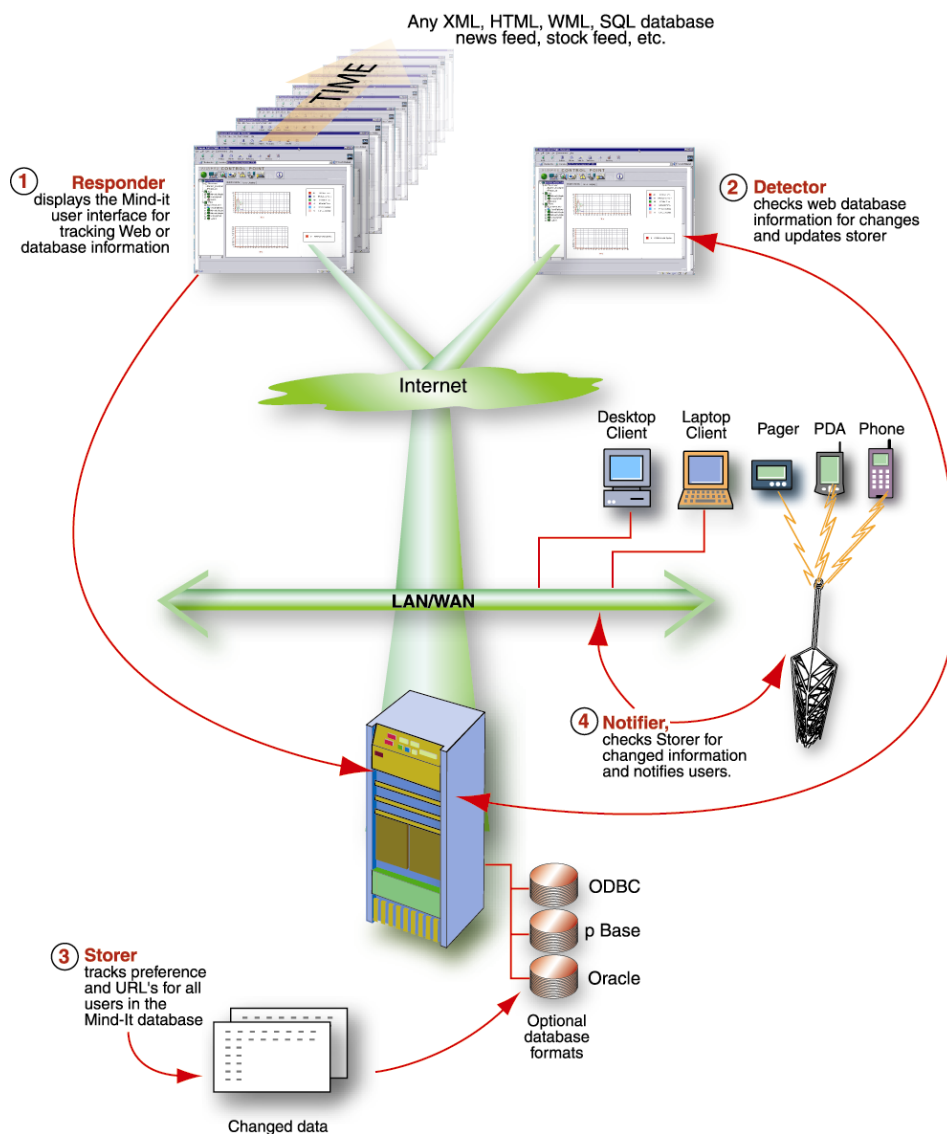 Any XML, HTML, WML, SQL database
news feed, stock feed, etc.
TIME
1 Responder
displays the Mind-it
user interface for
tracking Web or
database information
2 Detector
checks web database
information for changes
and updates storer
Internet
Desktop
Client
Laptop
Client
Pager
PDA
Phone
LAN/WAN
4 Notifier,
checks Storer for
changed information
and notifies users.
ODBC
p Base
Oracle
Optional
database
formats
3 Storer
tracks preference
and URL's for all
users in the
Mind-It database
Changed data